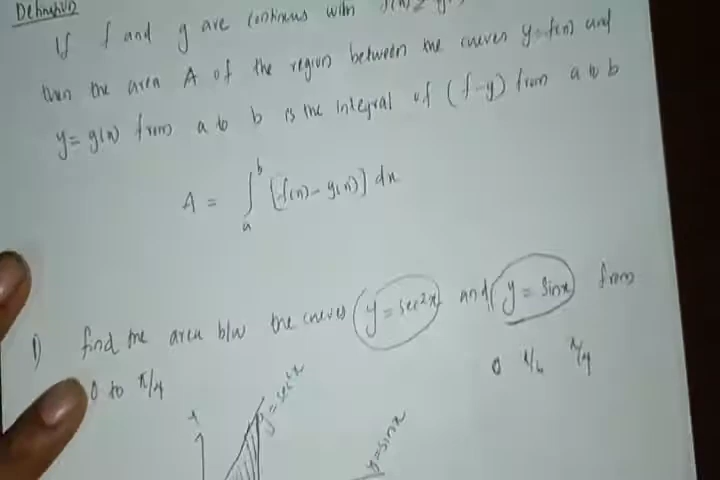 Definition
If f and g are continus with
then the area A of the region between the curves y=f(x) and
y=g(x) from a to b is the integral of (f-g) from a to b
A = ∫_a^b [f(x)-g(x)] dx
1) find the area b/w the curves y=sec²x and y=sinx from
0 to π/4
0 π/6 π/4
y=sec²x
y=sinx